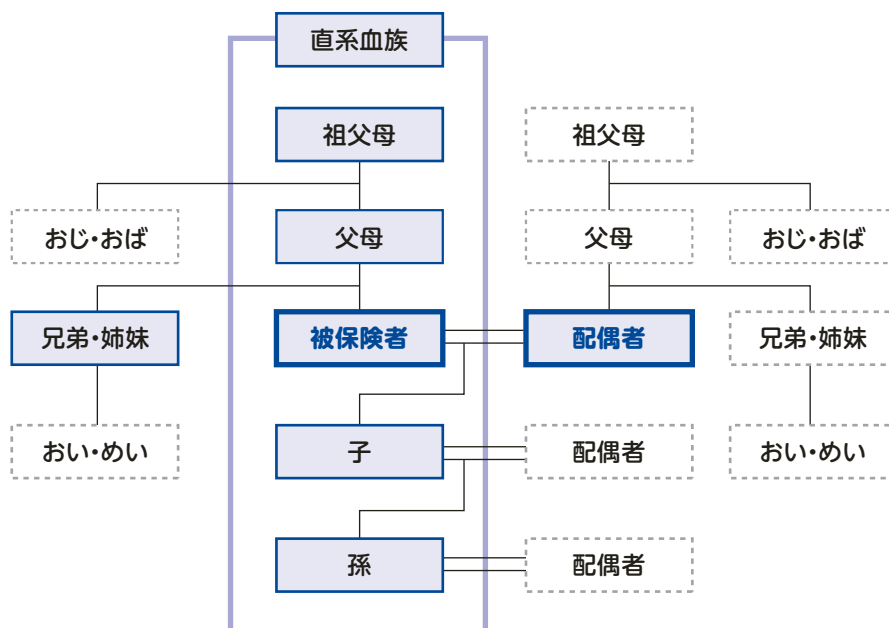 直系血族
祖父母
祖父母
おじ・おば
父母
父母
おじ・おば
兄弟・姉妹
被保険者
配偶者
兄弟・姉妹
おい・めい
子
配偶者
おい・めい
孫
配偶者